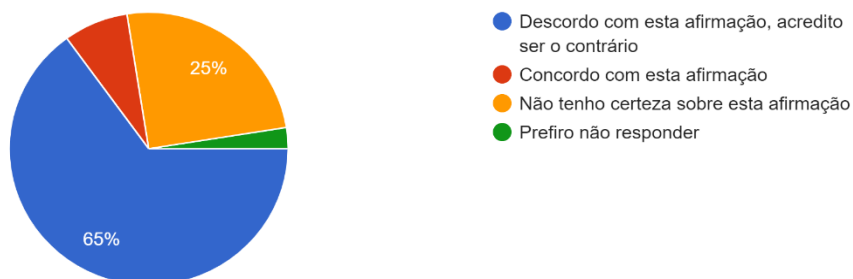 25%
65%
Descordo com esta afirmação, acredito
ser o contrário
Concordo com esta afirmação
Não tenho certeza sobre esta afirmação
Prefiro não responder